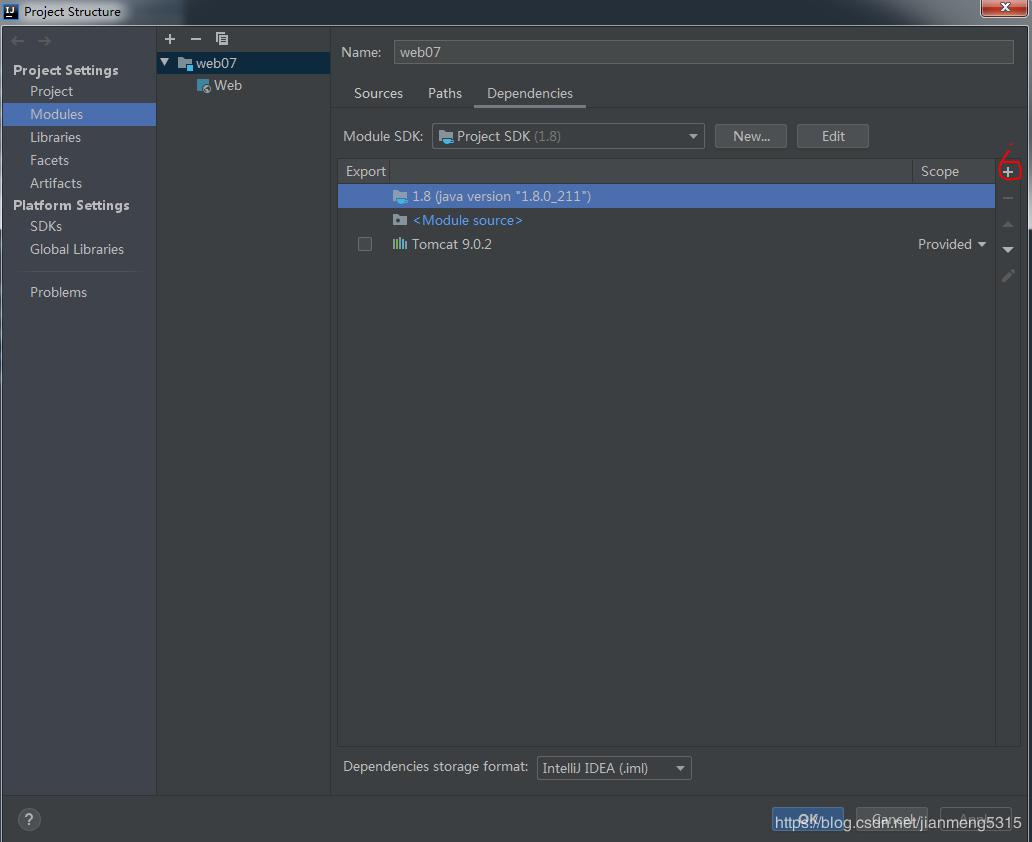 Project Structure
Project Settings
Project
Modules
Libraries
Facets
Artifacts
Platform Settings
SDKs
Global Libraries
Problems
web07
Web
Name: web07
Sources Paths Dependencies
Module SDK: Project SDK (1.8) New... Edit
Export Scope
1.8 (java version "1.8.0_211")
<Module source>
Tomcat 9.0.2 Provided
Dependencies storage format: IntelliJ IDEA (.iml)
? OK Cancel Apply
https://blog.csdn.net/jianmeng5315